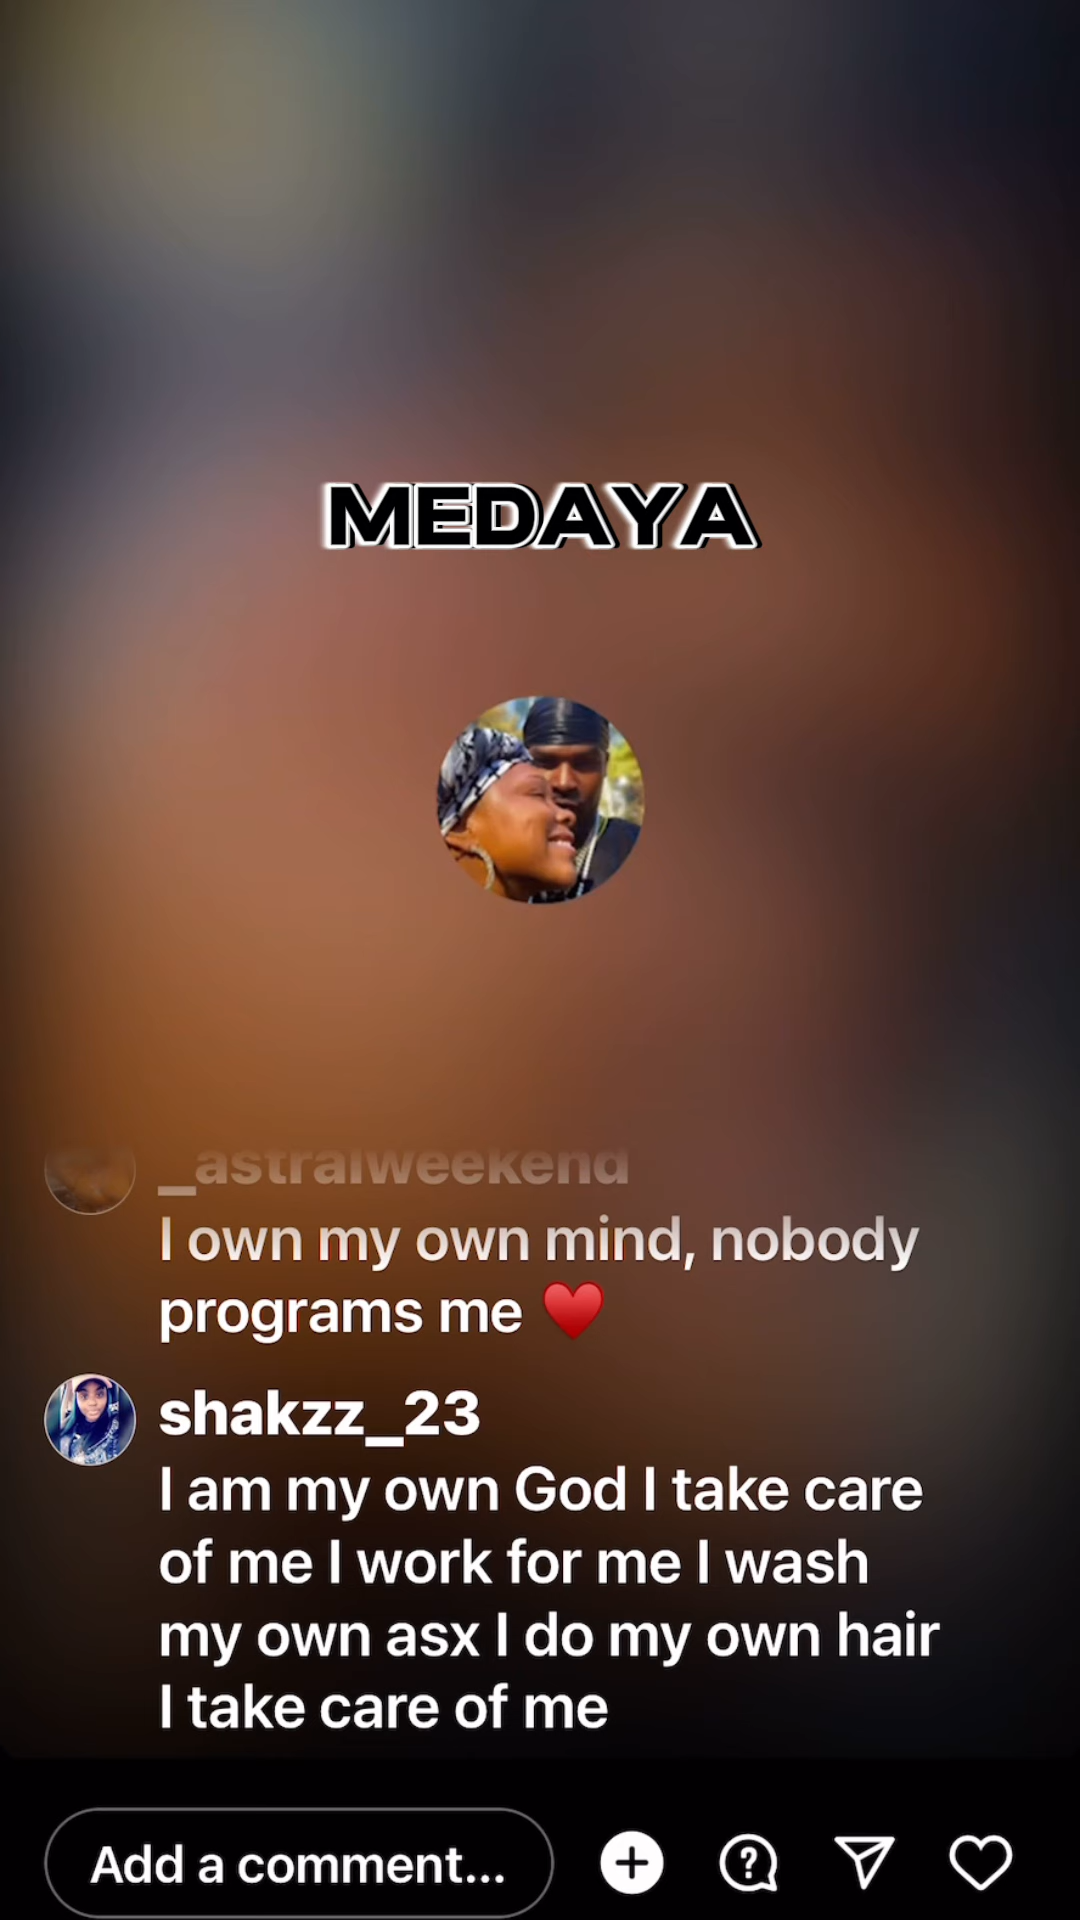 MEDAYA
_astralweekend
I own my own mind, nobody
programs me ♥️
shakzz_23
I am my own God I take care
of me I work for me I wash
my own asx I do my own hair
I take care of me
Add a comment...